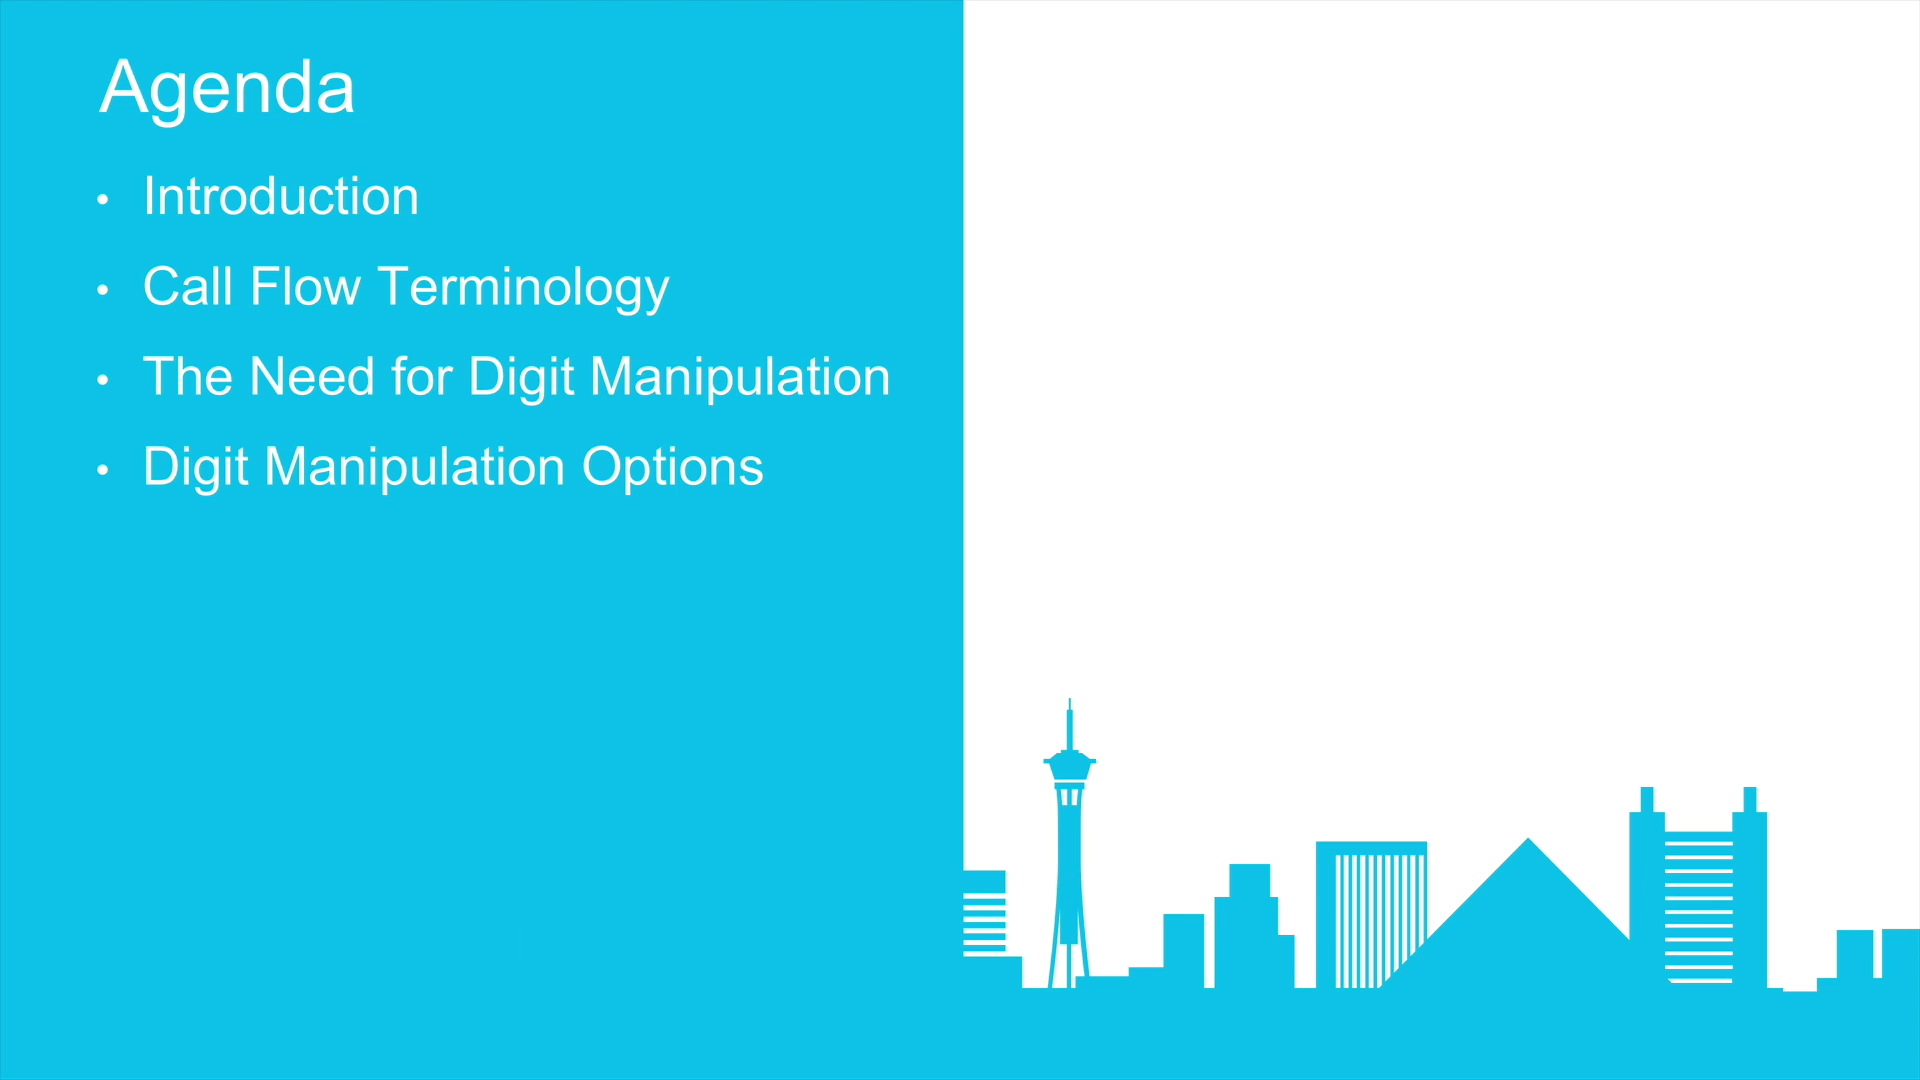 Agenda
• Introduction
• Call Flow Terminology
• The Need for Digit Manipulation
• Digit Manipulation Options